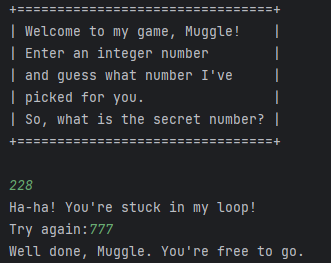 +================================+
| Welcome to my game, Muggle!    |
| Enter an integer number        |
| and guess what number I've     |
| picked for you.                |
| So, what is the secret number? |
+================================+
228
Ha-ha! You're stuck in my loop!
Try again:777
Well done, Muggle. You're free to go.